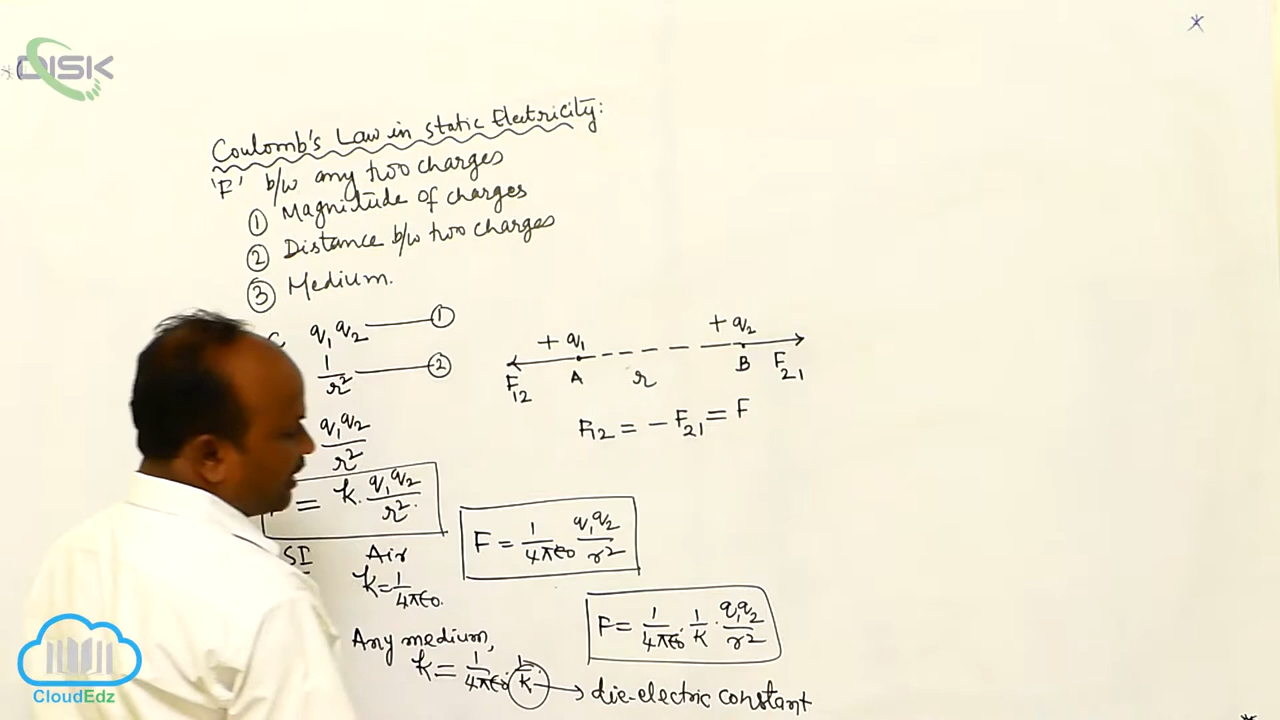 DISK
Coulomb's Law in static Electricity:
'F' b/w any two charges
① Magnitude of charges
② Distance b/w two charges
③ Medium.
q₁q₂ ①
1/r² ②
q₁q₂/r²
= K. q₁q₂/r².
SI Air
K=1/4πε₀.
Any medium,
K = 1/4πε₀. 1/K. → die-electric constant
+q₁ +q₂
F₁₂ A r B F₂₁
F₁₂ = -F₂₁ = F
F = 1/4πε₀ q₁q₂/r²
F = 1/4πε₀ . 1/K . q₁q₂/r²
CloudEdz